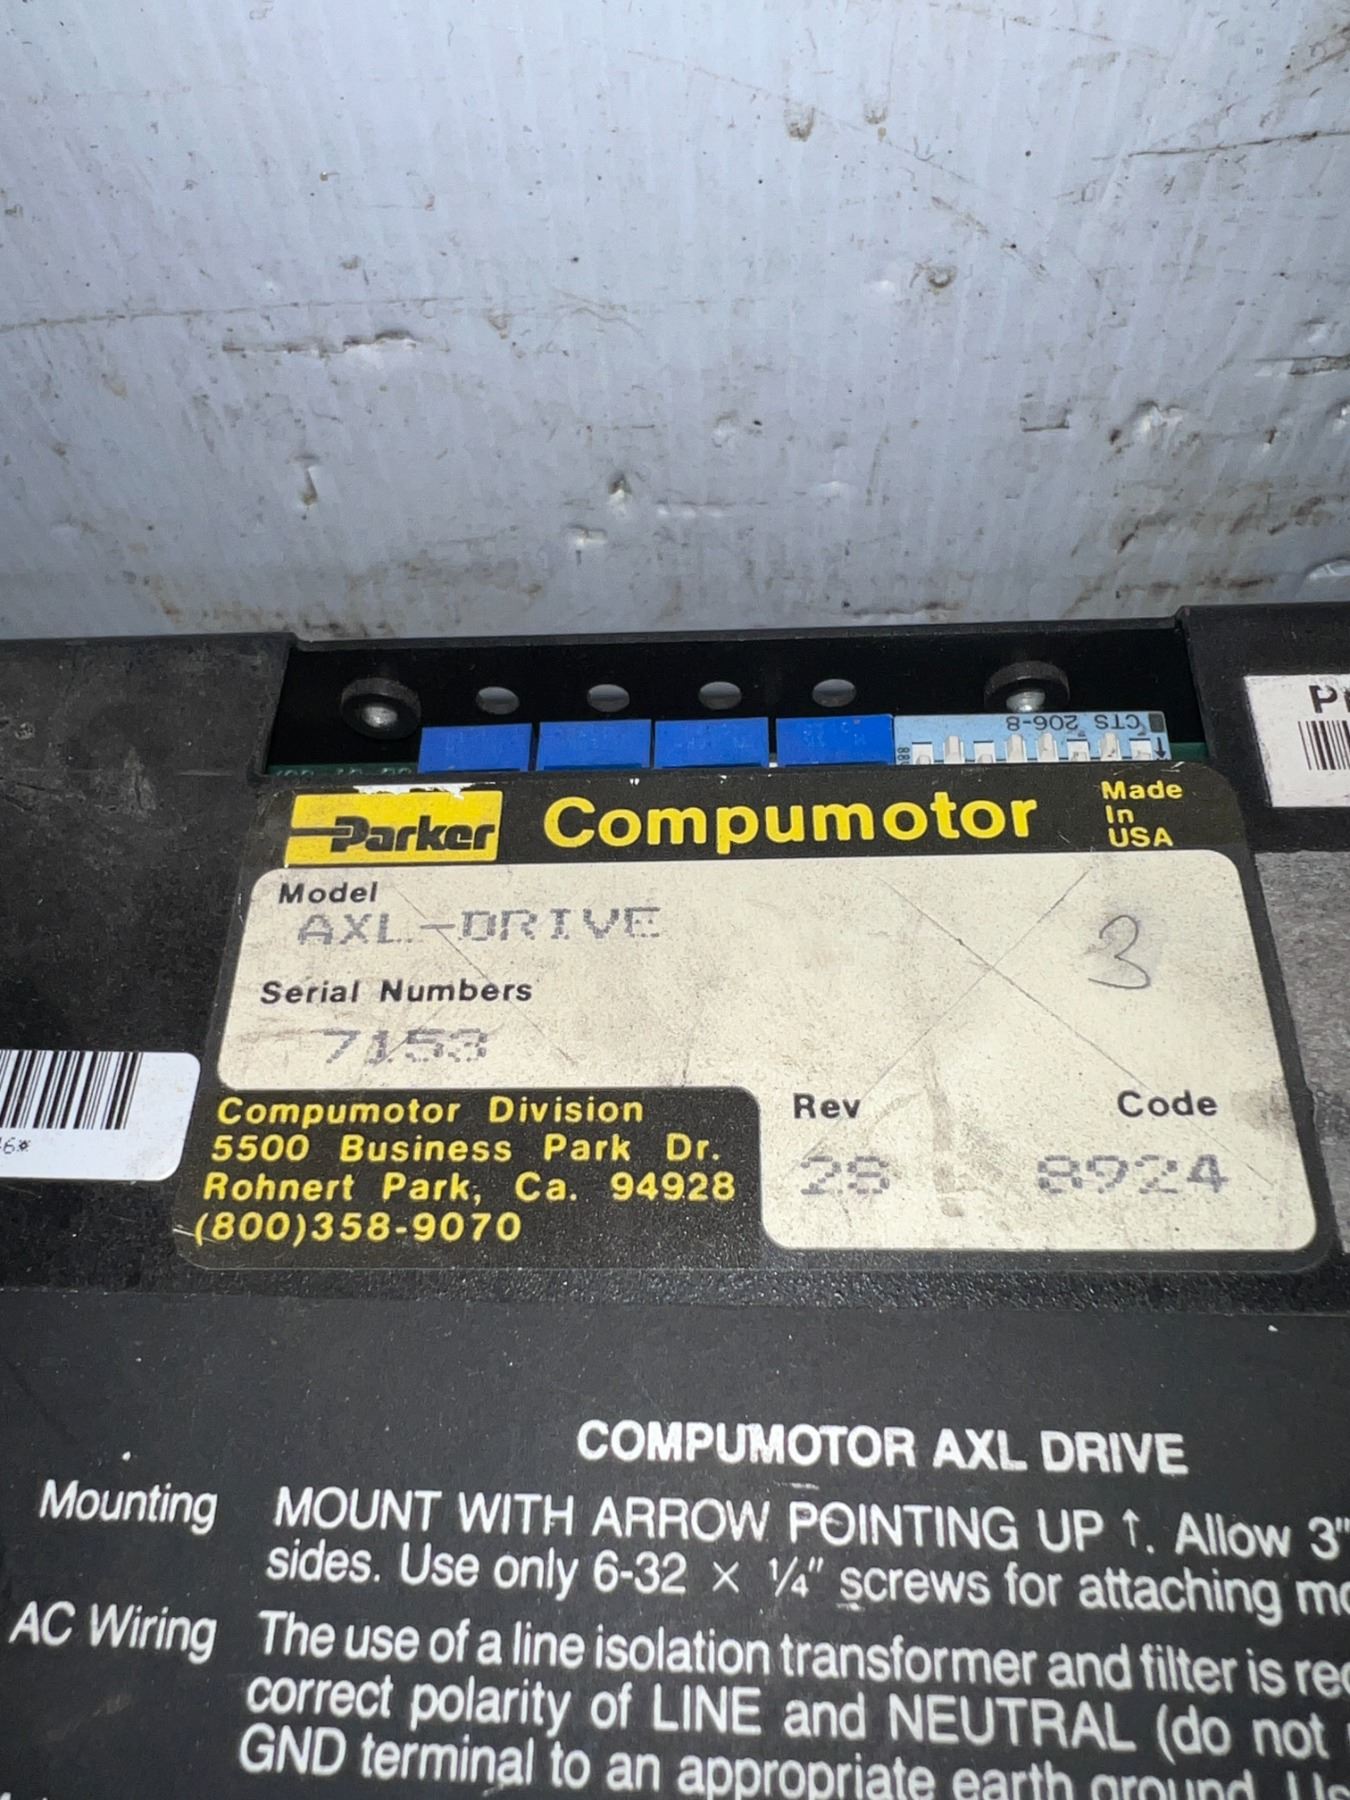 CTS 206-8
Parker
Compumotor
Made
In
USA
Model
AXL-DRIVE
3
Serial Numbers
7153
6*
Compumotor Division
5500 Business Park Dr.
Rohnert Park, Ca. 94928
(800)358-9070
Rev
Code
28
8924
COMPUMOTOR AXL DRIVE
Mounting MOUNT WITH ARROW POINTING UP ↑. Allow 3"
sides. Use only 6-32 × 1/4" screws for attaching
AC Wiring The use of a line isolation transformer and filter is
correct polarity of LINE and NEUTRAL (do not
GND terminal to an appropriate earth ground.